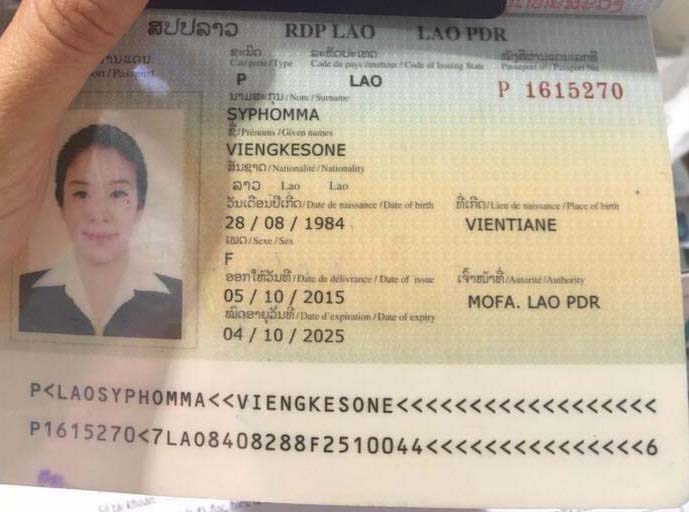 ສປປລາວ RDP LAO LAO PDR
ຊະນິດ ລະຫັດປະເທດ ໜັງສືຜ່ານແດນເລກທີ
ຜ່ານແດນ Catégorie/Type Code du pays émetteur/Code of Issuing State Passeport nº/Passport No
port/Passport P LAO P 1615270
ນາມສະກຸນ/Nom/Surname
SYPHOMMA
ຊື່/Prénoms/Given names
VIENGKESONE
ສັນຊາດ/Nationalité/Nationality
ລາວ Lao Lao
ວັນເດືອນປີເກີດ/Date de naissance/Date of birth ທີ່ເກີດ/Lieu de naissance/Place of birth
28 / 08 / 1984 VIENTIANE
ເພດ/Sexe/Sex
F
ອອກໃຫ້ວັນທີ/Date de délivrance/Date of issue ເຈົ້າໜ້າທີ່/Autorité/Authority
05 / 10 / 2015 MOFA. LAO PDR
ໝົດອາຍຸວັນທີ/Date d'expiration/Date of expiry
04 / 10 / 2025
P<LAOSYPHOMMA<<VIENGKESONE<<<<<<<<<<<<<<<<<<
P1615270<7LAO8408288F2510044<<<<<<<<<<<<<<<6